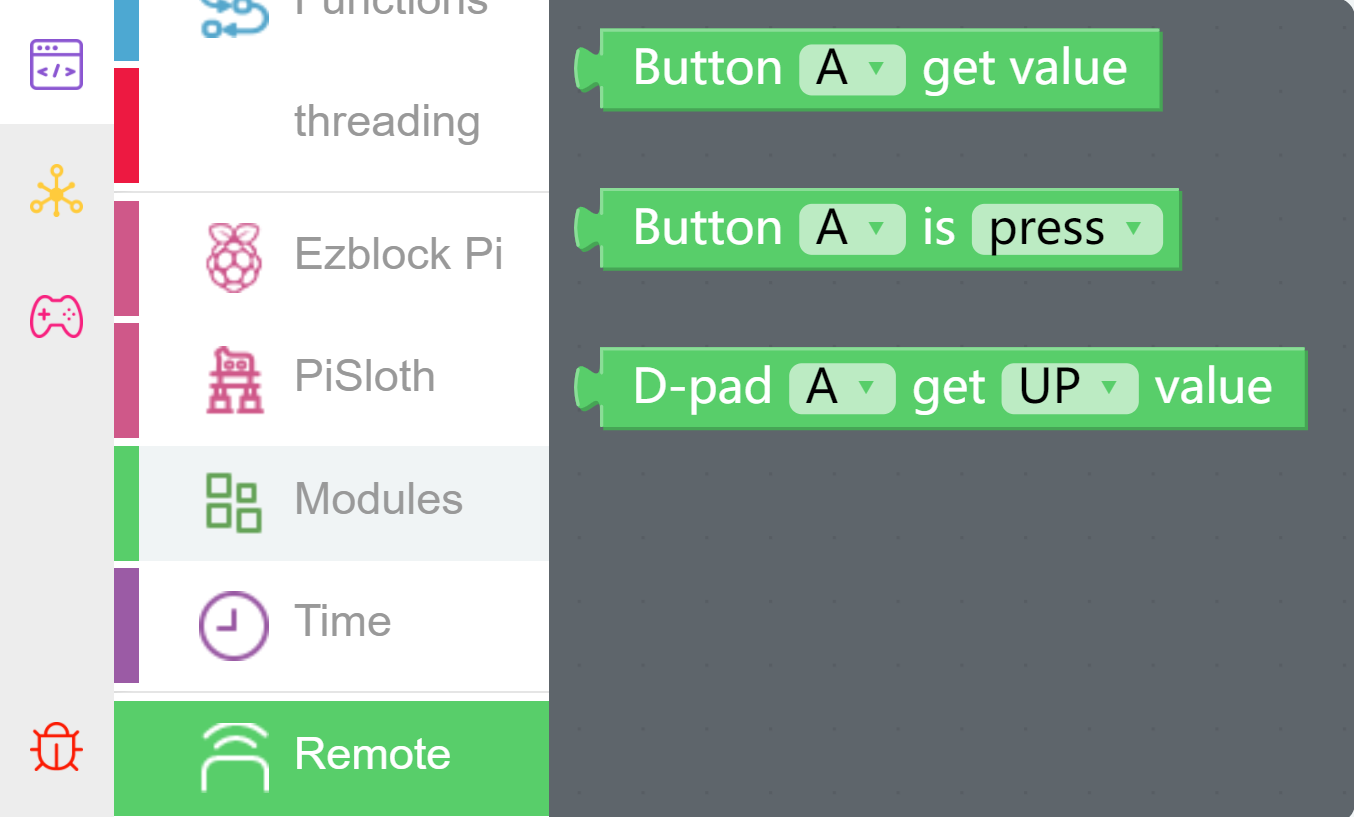 Functions
threading
Ezblock Pi
PiSloth
Modules
Time
Remote
Button A get value
Button A is press
D-pad A get UP value